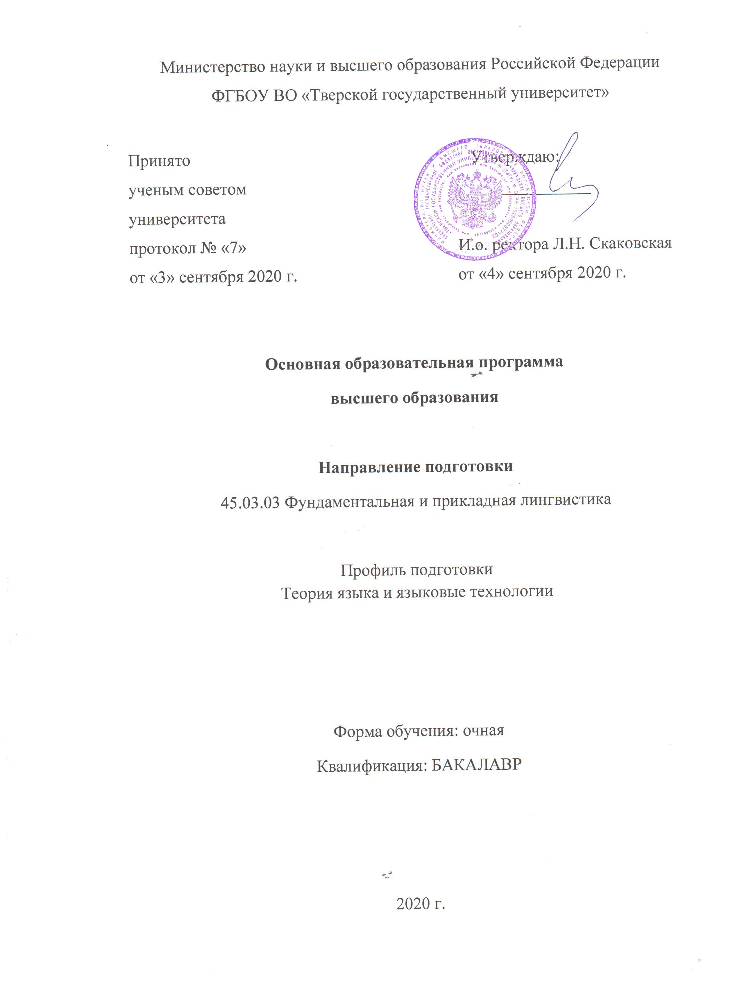 Министерство науки и высшего образования Российской Федерации
ФГБОУ ВО «Тверской государственный университет»
Принято
ученым советом
университета
протокол № «7»
от «3» сентября 2020 г.
Утверждаю:
И.о. ректора Л.Н. Скаковская
от «4» сентября 2020 г.
Основная образовательная программа
высшего образования
Направление подготовки
45.03.03 Фундаментальная и прикладная лингвистика
Профиль подготовки
Теория языка и языковые технологии
Форма обучения: очная
Квалификация: БАКАЛАВР
2020 г.